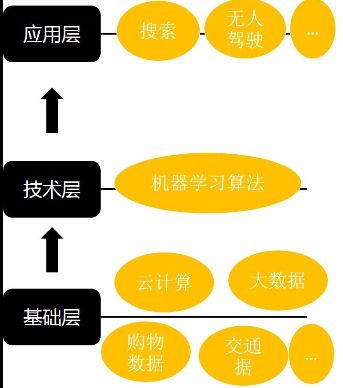 应用层
搜索
无人
驾驶
...
技术层
机器学习算法
云计算
大数据
基础层
购物
数据
交通
据
...